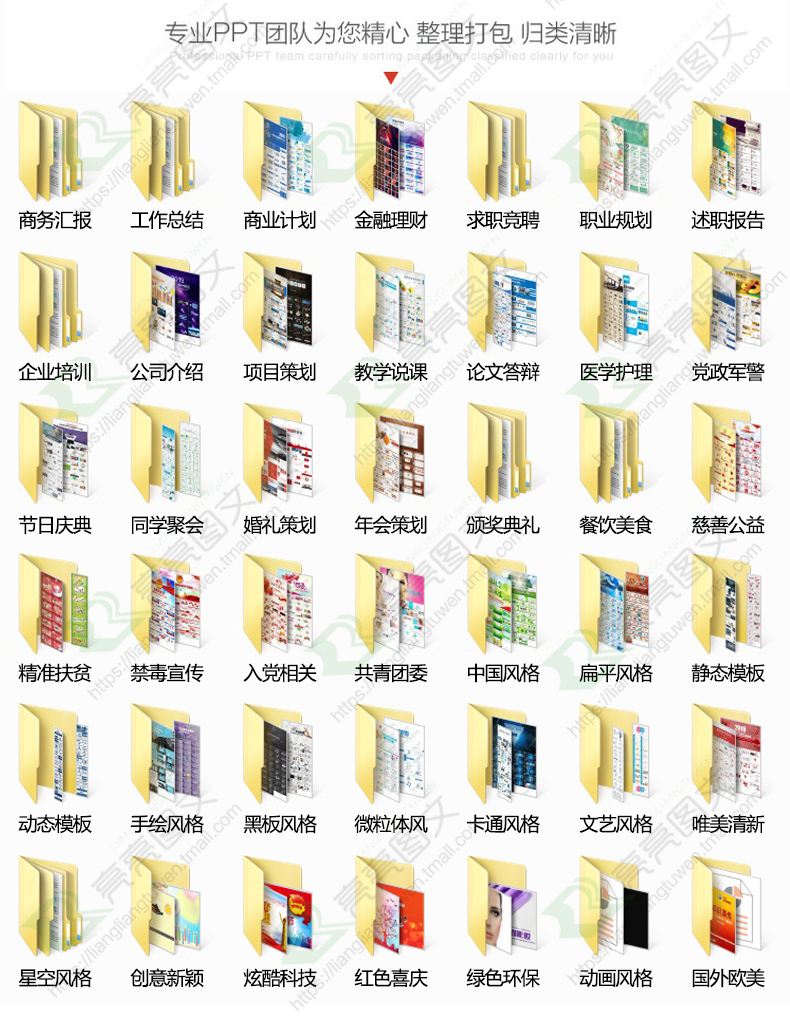 专业PPT团队为您精心 整理打包 归类清晰
Professional PPT team carefully sorting packaging classified clearly for you
商务汇报 工作总结 商业计划 金融理财 求职竞聘 职业规划 述职报告
企业培训 公司介绍 项目策划 教学说课 论文答辩 医学护理 党政军警
节日庆典 同学聚会 婚礼策划 年会策划 颁奖典礼 餐饮美食 慈善公益
精准扶贫 禁毒宣传 入党相关 共青团委 中国风格 扁平风格 静态模板
动态模板 手绘风格 黑板风格 微粒体风 卡通风格 文艺风格 唯美清新
星空风格 创意新颖 炫酷科技 红色喜庆 绿色环保 动画风格 国外欧美
亮亮图文
https://liangliangtuwen.tmall.com